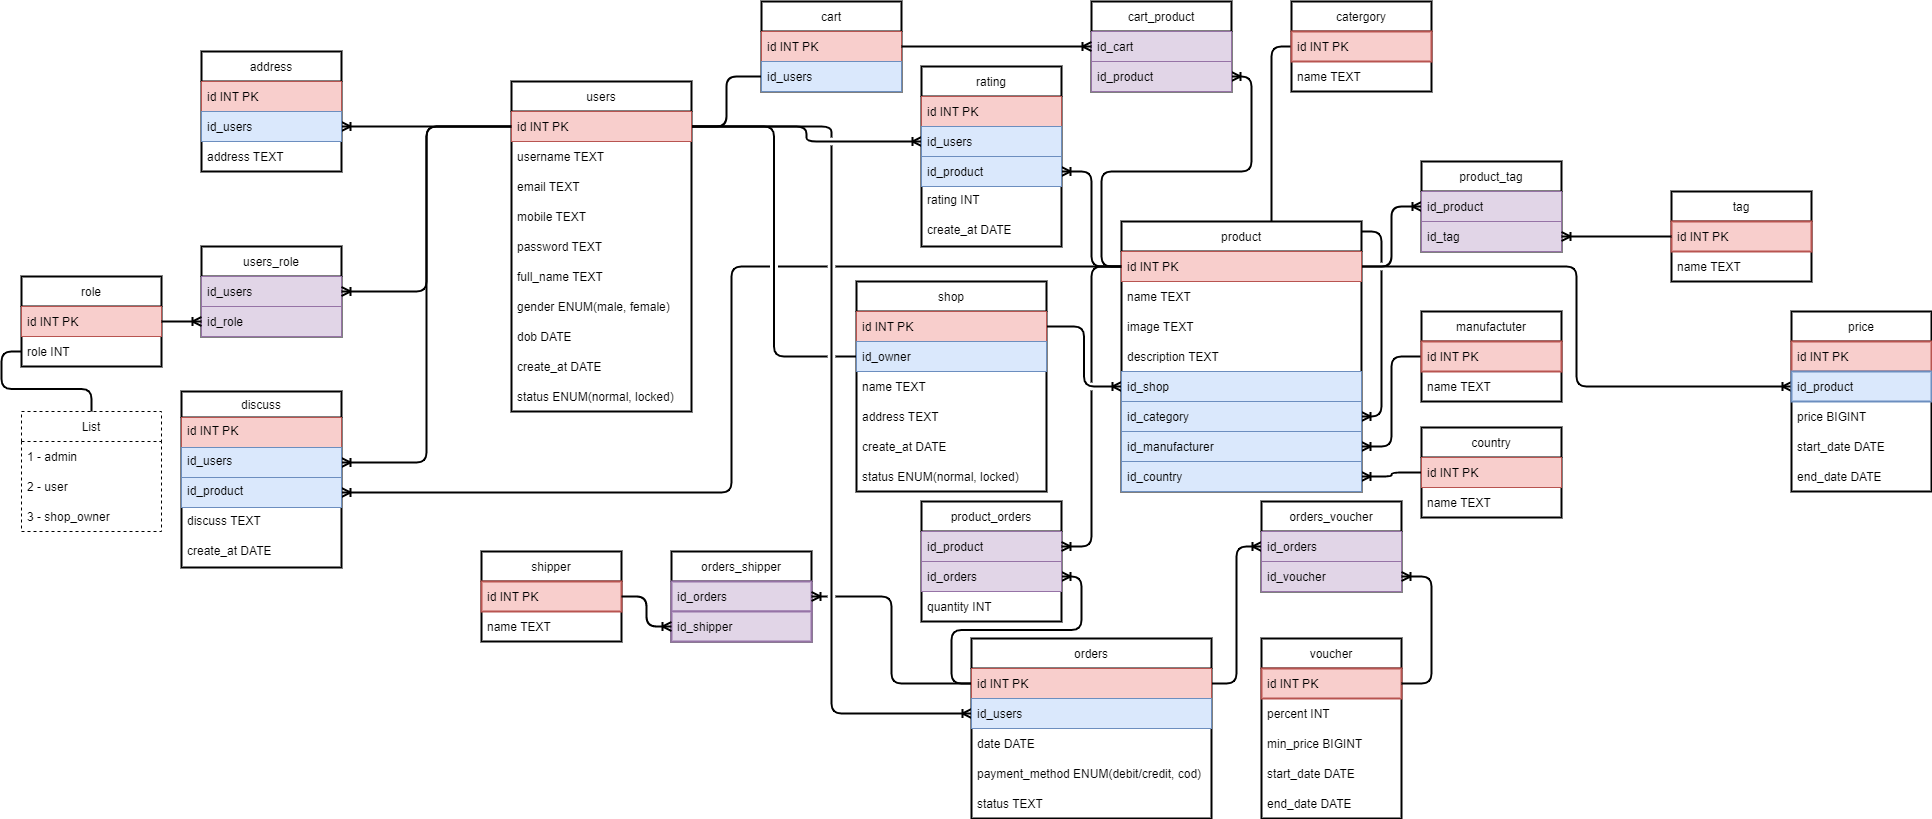 cart
id INT PK
id_users
cart_product
id_cart
id_product
catergory
id INT PK
name TEXT
address
id INT PK
id_users
address TEXT
users
id INT PK
username TEXT
email TEXT
mobile TEXT
password TEXT
full_name TEXT
gender ENUM(male, female)
dob DATE
create_at DATE
status ENUM(normal, locked)
rating
id INT PK
id_users
id_product
rating INT
create_at DATE
product_tag
id_product
id_tag
tag
id INT PK
name TEXT
users_role
id_users
id_role
role
id INT PK
role INT
List
1 - admin
2 - user
3 - shop_owner
discuss
id INT PK
id_users
id_product
discuss TEXT
create_at DATE
shop
id INT PK
id_owner
name TEXT
address TEXT
create_at DATE
status ENUM(normal, locked)
product
id INT PK
name TEXT
image TEXT
description TEXT
id_shop
id_category
id_manufacturer
id_country
manufactuter
id INT PK
name TEXT
country
id INT PK
name TEXT
price
id INT PK
id_product
price BIGINT
start_date DATE
end_date DATE
product_orders
id_product
id_orders
quantity INT
orders_voucher
id_orders
id_voucher
shipper
id INT PK
name TEXT
orders_shipper
id_orders
id_shipper
orders
id INT PK
id_users
date DATE
payment_method ENUM(debit/credit, cod)
status TEXT
voucher
id INT PK
percent INT
min_price BIGINT
start_date DATE
end_date DATE